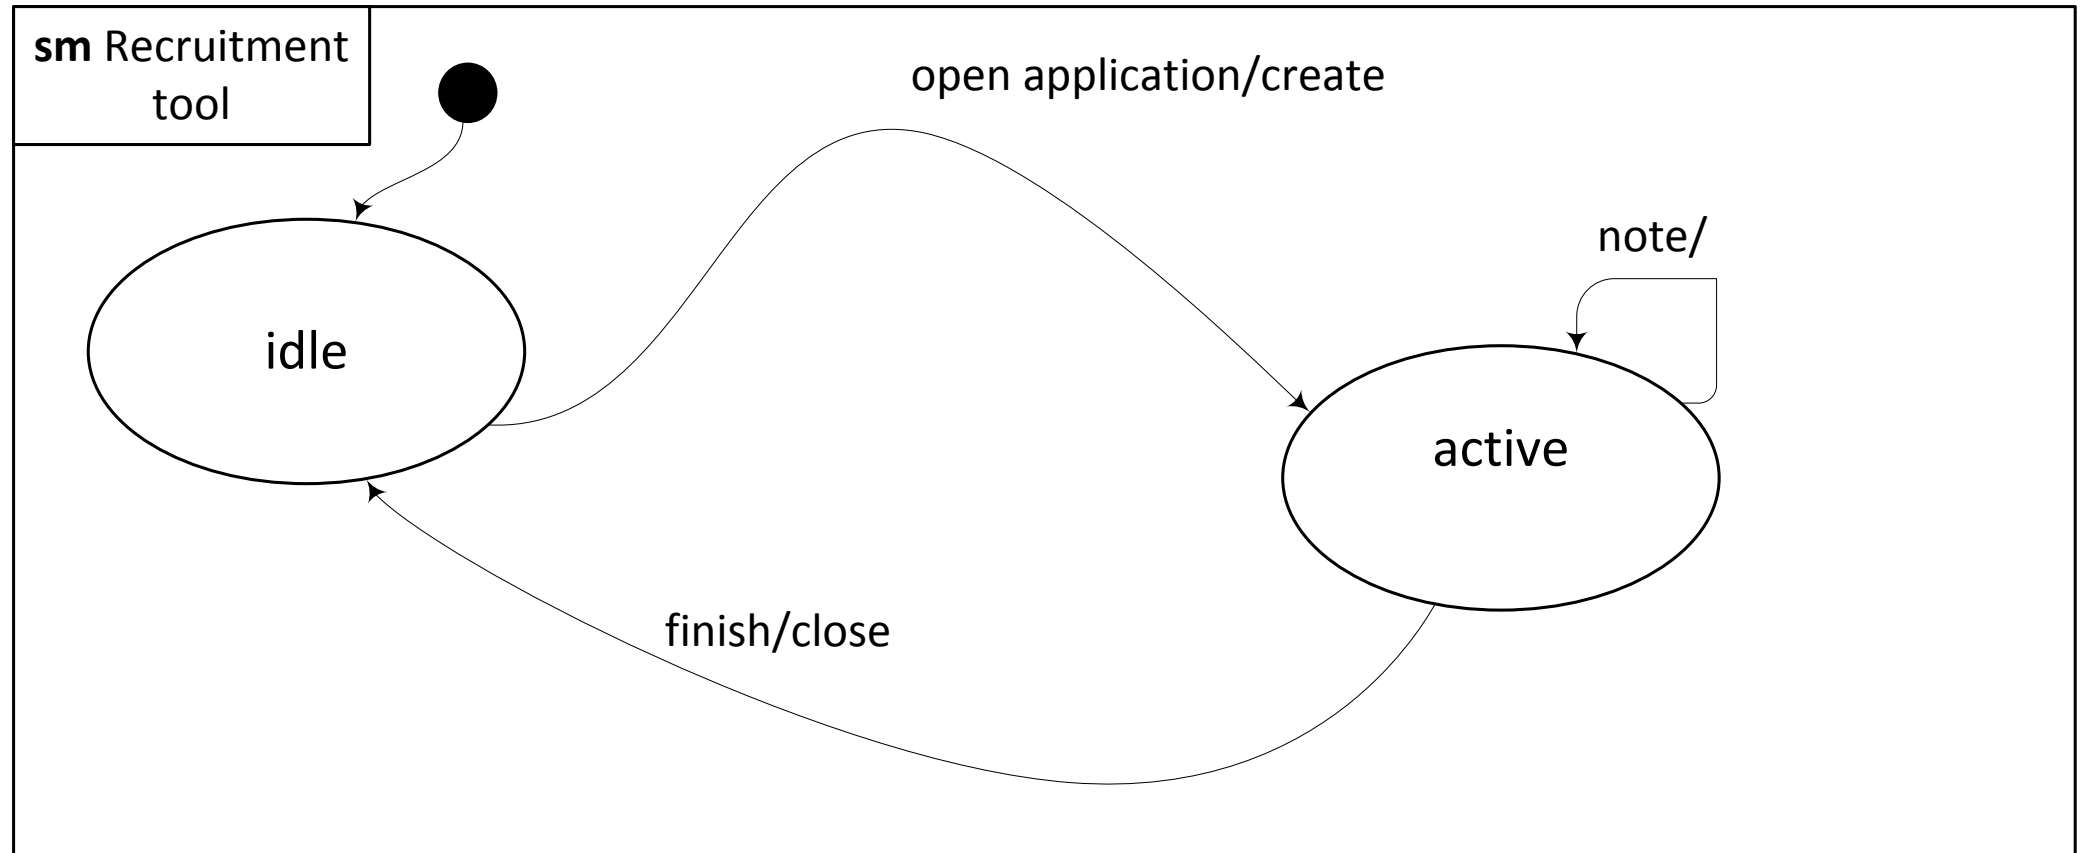 sm Recruitment
tool
open application/create
note/
idle
active
finish/close